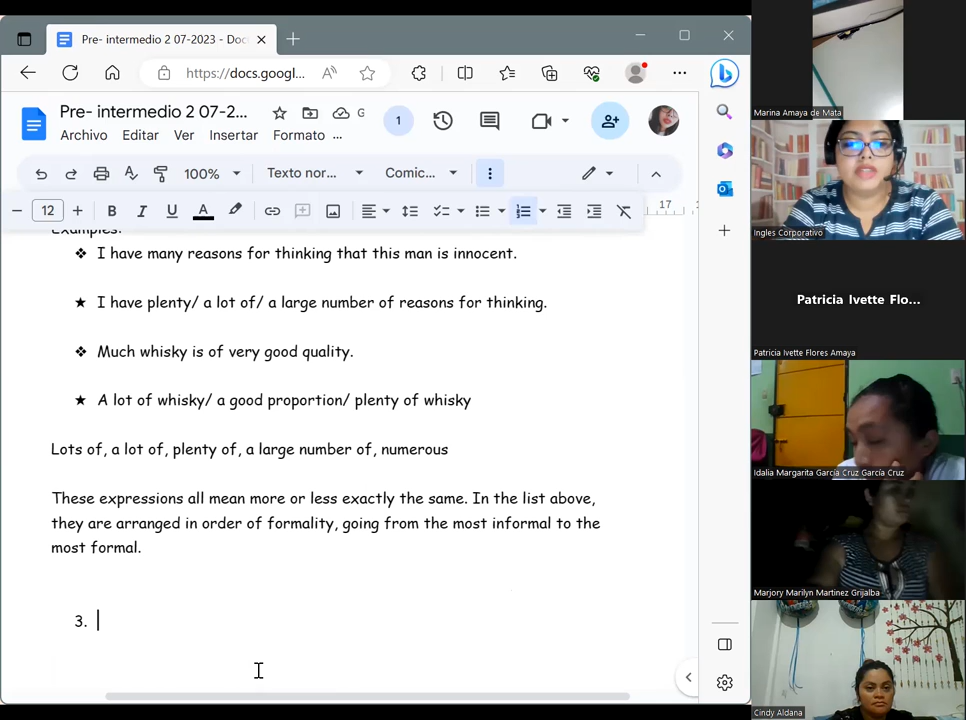 Pre- intermedio 2 07-2023 - Doc
https://docs.googl...
Pre- intermedio 2 07-2...
G
1
Archivo Editar Ver Insertar Formato ...
100% Texto nor... Comic...
12
17
Examples:
❖ I have many reasons for thinking that this man is innocent.
★ I have plenty/ a lot of/ a large number of reasons for thinking.
❖ Much whisky is of very good quality.
★ A lot of whisky/ a good proportion/ plenty of whisky
Lots of, a lot of, plenty of, a large number of, numerous
These expressions all mean more or less exactly the same. In the list above,
they are arranged in order of formality, going from the most informal to the
most formal.
3.
Marina Amaya de Mata
Ingles Corporativo
Patricia Ivette Flo...
Patricia Ivette Flores Amaya
Idalia Margarita García Cruz García Cruz
Marjory Marilyn Martinez Grijalba
Cindy Aldana